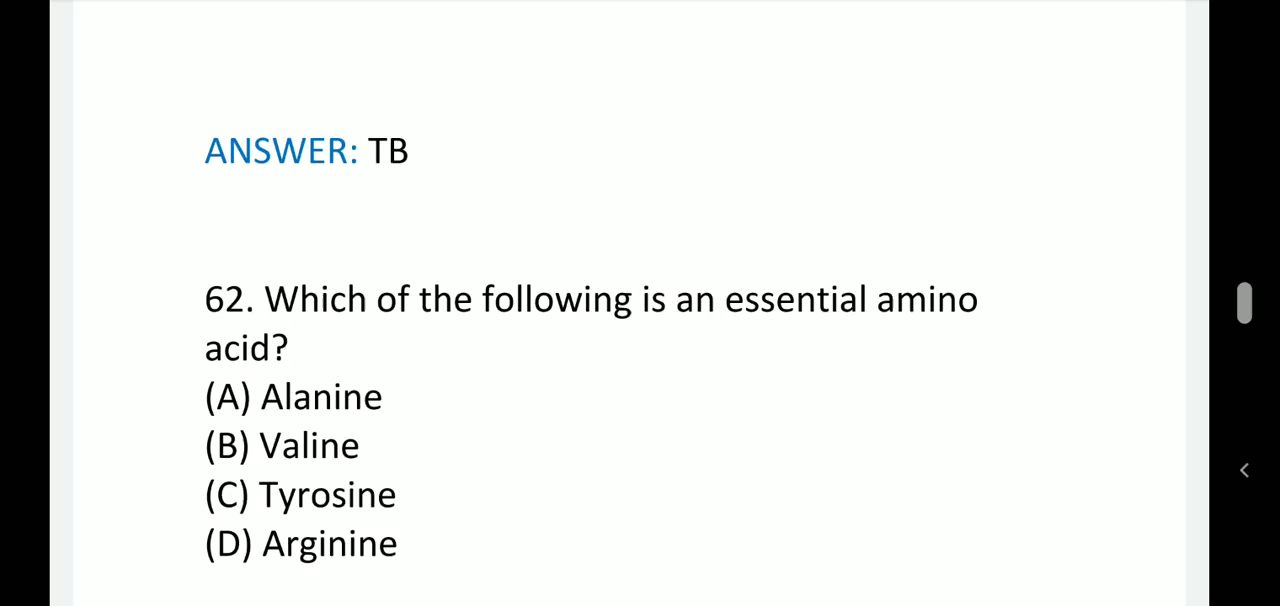 ANSWER: TB
62. Which of the following is an essential amino
acid?
(A) Alanine
(B) Valine
(C) Tyrosine
(D) Arginine